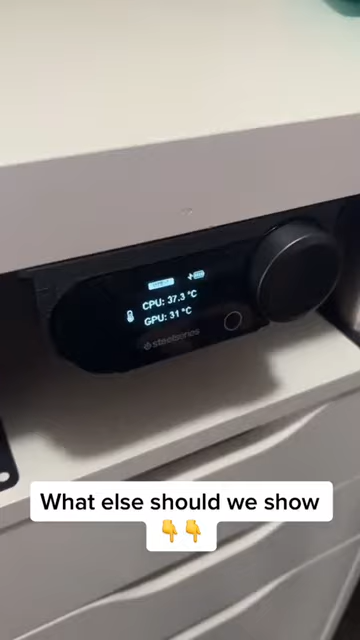 CPU: 37.3 °C
GPU: 31 °C
steelseries
What else should we show
👇👇